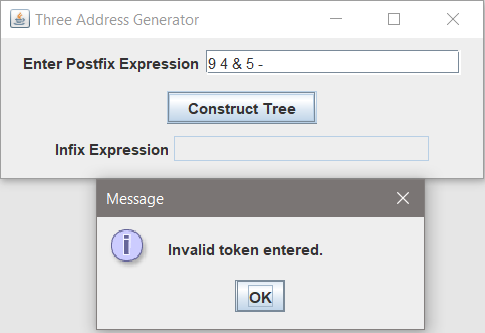 Three Address Generator
Enter Postfix Expression 9 4 & 5 -
Construct Tree
Infix Expression
Message
Invalid token entered.
OK